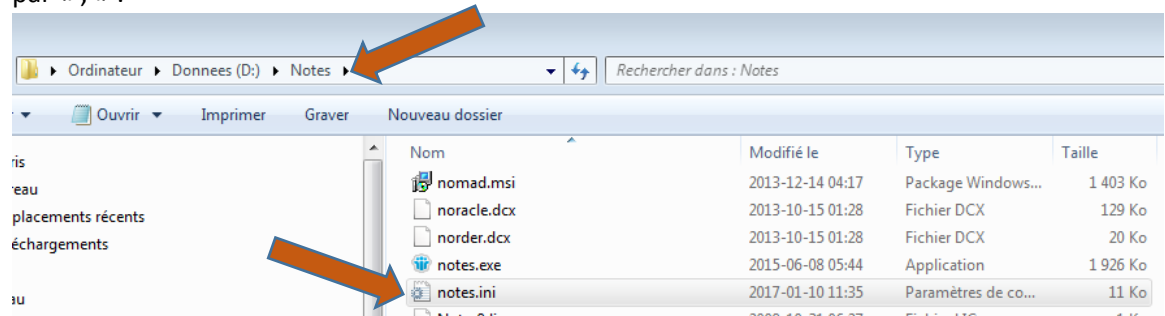 Ordinateur Donnees (D:) Notes Rechercher dans : Notes
Ouvrir Imprimer Graver Nouveau dossier
ris
reau
placements récents
échargements
au
Nom Modifié le Type Taille
nomad.msi 2013-12-14 04:17 Package Windows... 1 403 Ko
noracle.dcx 2013-10-15 01:28 Fichier DCX 129 Ko
norder.dcx 2013-10-15 01:28 Fichier DCX 20 Ko
notes.exe 2015-06-08 05:44 Application 1 926 Ko
notes.ini 2017-01-10 11:35 Paramètres de co... 11 Ko